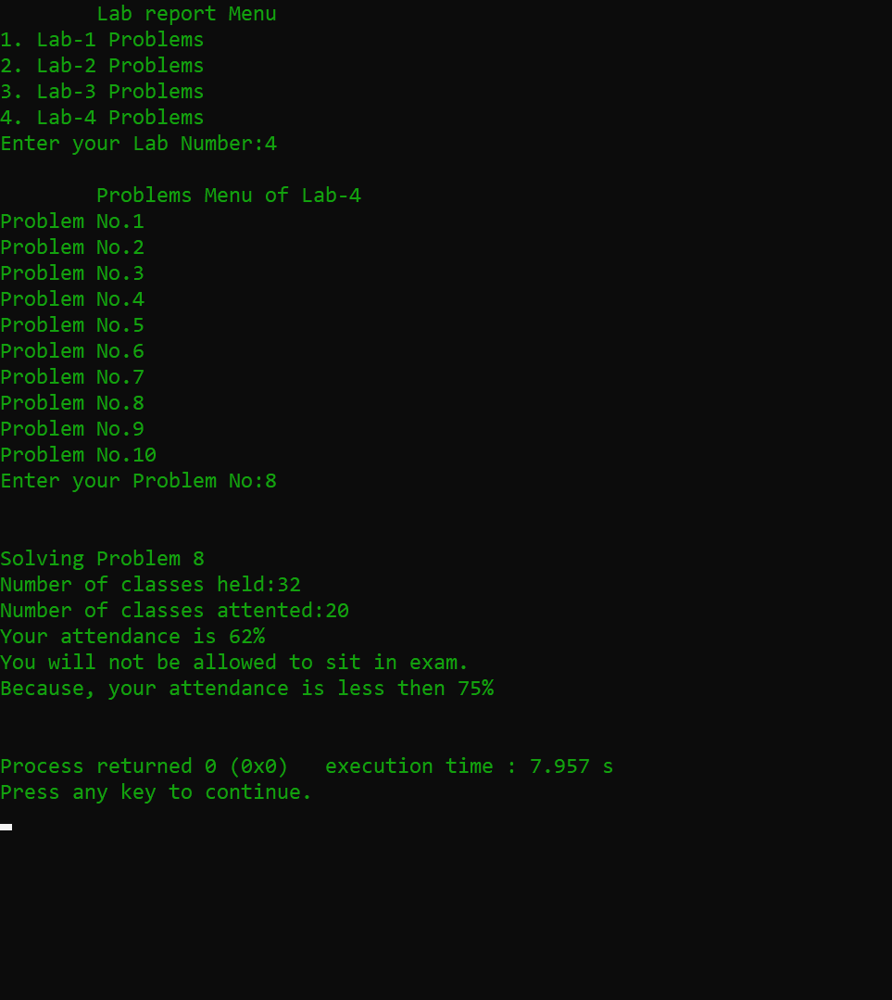 Lab report Menu
1. Lab-1 Problems
2. Lab-2 Problems
3. Lab-3 Problems
4. Lab-4 Problems
Enter your Lab Number:4
Problems Menu of Lab-4
Problem No.1
Problem No.2
Problem No.3
Problem No.4
Problem No.5
Problem No.6
Problem No.7
Problem No.8
Problem No.9
Problem No.10
Enter your Problem No:8
Solving Problem 8
Number of classes held:32
Number of classes attented:20
Your attendance is 62%
You will not be allowed to sit in exam.
Because, your attendance is less then 75%
Process returned 0 (0x0)   execution time : 7.957 s
Press any key to continue.